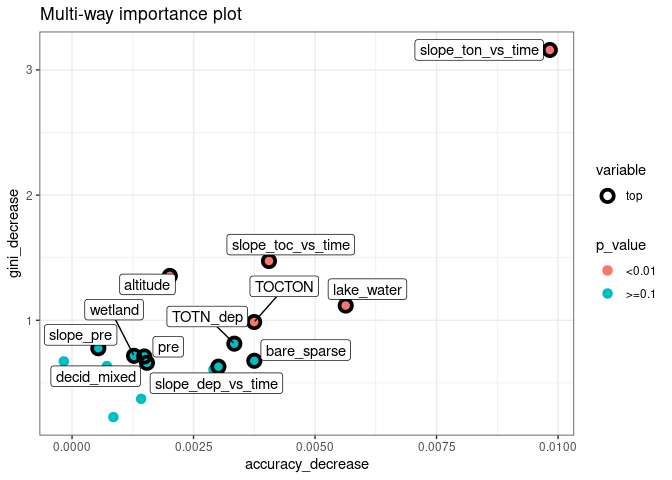 Multi-way importance plot
slope_ton_vs_time
3
variable
top
2
gini_decrease
p_value
<0.01
>=0.1
slope_toc_vs_time
altitude
TOCTON
lake_water
wetland
TOTN_dep
1
slope_pre
pre
bare_sparse
decid_mixed
slope_dep_vs_time
0.0000
0.0025
0.0050
0.0075
0.0100
accuracy_decrease